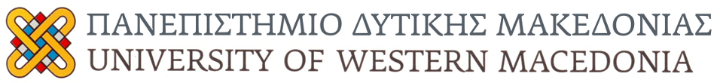 ΠΑΝΕΠΙΣΤΗΜΙΟ ΔΥΤΙΚΗΣ ΜΑΚΕΔΟΝΙΑΣ
UNIVERSITY OF WESTERN MACEDONIA